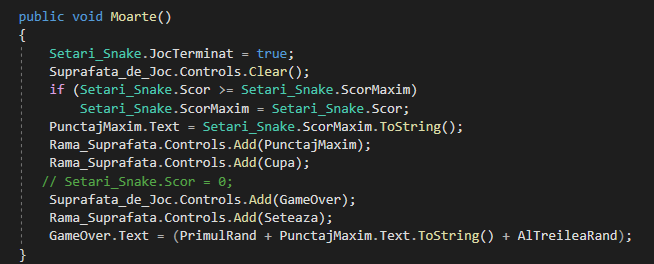 public void Moarte()
{
Setari_Snake.JocTerminat = true;
Suprafata_de_Joc.Controls.Clear();
if (Setari_Snake.Scor >= Setari_Snake.ScorMaxim)
Setari_Snake.ScorMaxim = Setari_Snake.Scor;
PunctajMaxim.Text = Setari_Snake.ScorMaxim.ToString();
Rama_Suprafata.Controls.Add(PunctajMaxim);
Rama_Suprafata.Controls.Add(Cupa);
// Setari_Snake.Scor = 0;
Suprafata_de_Joc.Controls.Add(GameOver);
Rama_Suprafata.Controls.Add(Seteaza);
GameOver.Text = (PrimulRand + PunctajMaxim.Text.ToString() + AlTreileaRand);
}